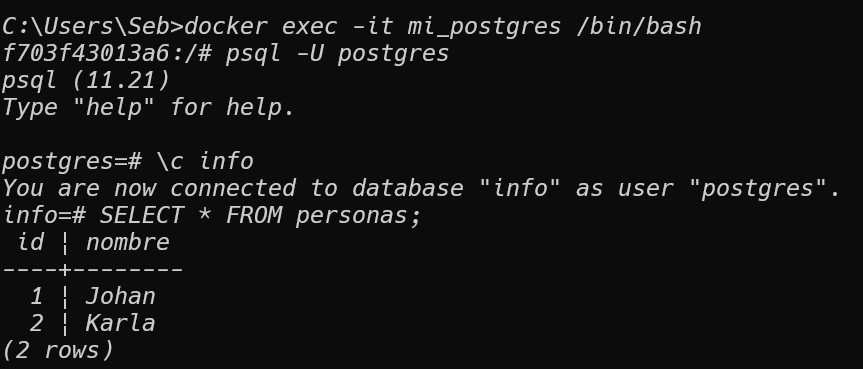 C:\Users\Seb>docker exec -it mi_postgres /bin/bash
f703f43013a6:/# psql -U postgres
psql (11.21)
Type "help" for help.

postgres=# \c info
You are now connected to database "info" as user "postgres".
info=# SELECT * FROM personas;
 id ¦ nombre
----+--------
  1 ¦ Johan
  2 ¦ Karla
(2 rows)